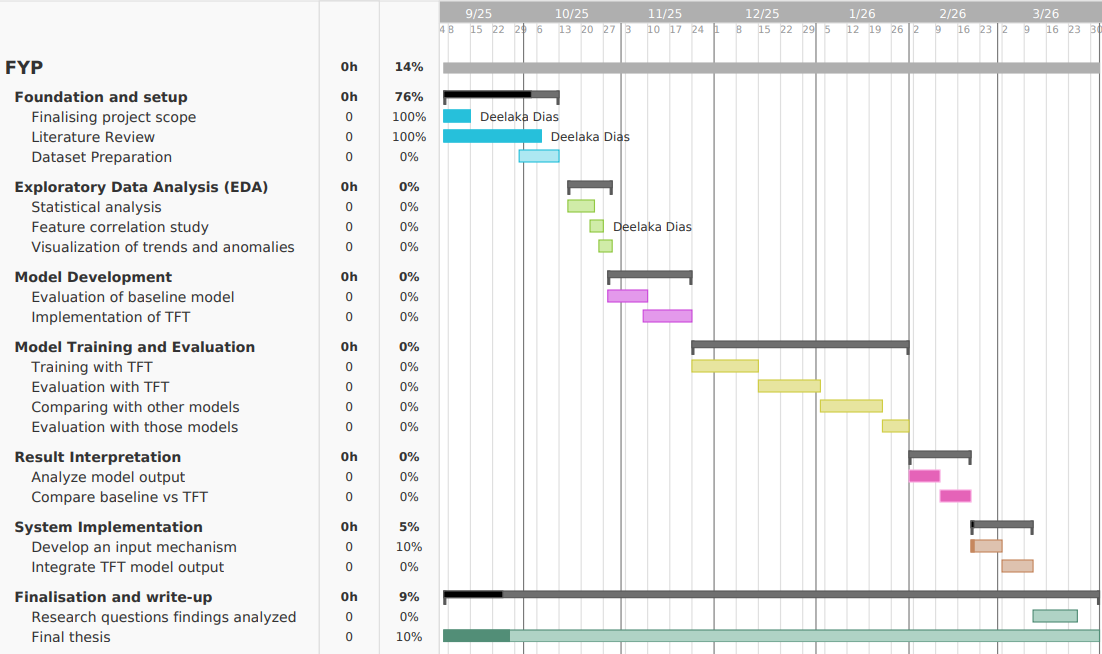 9/25 10/25 11/25 12/25 1/26 2/26 3/26
4 8 15 22 29 6 13 20 27 3 10 17 24 1 8 15 22 29 5 12 19 26 2 9 16 23 2 9 16 23 30
FYP 0h 14%
Foundation and setup 0h 76%
Finalising project scope 0 100% Deelaka Dias
Literature Review 0 100% Deelaka Dias
Dataset Preparation 0 0%
Exploratory Data Analysis (EDA) 0h 0%
Statistical analysis 0 0%
Feature correlation study 0 0% Deelaka Dias
Visualization of trends and anomalies 0 0%
Model Development 0h 0%
Evaluation of baseline model 0 0%
Implementation of TFT 0 0%
Model Training and Evaluation 0h 0%
Training with TFT 0 0%
Evaluation with TFT 0 0%
Comparing with other models 0 0%
Evaluation with those models 0 0%
Result Interpretation 0h 0%
Analyze model output 0 0%
Compare baseline vs TFT 0 0%
System Implementation 0h 5%
Develop an input mechanism 0 10%
Integrate TFT model output 0 0%
Finalisation and write-up 0h 9%
Research questions findings analyzed 0 0%
Final thesis 0 10%